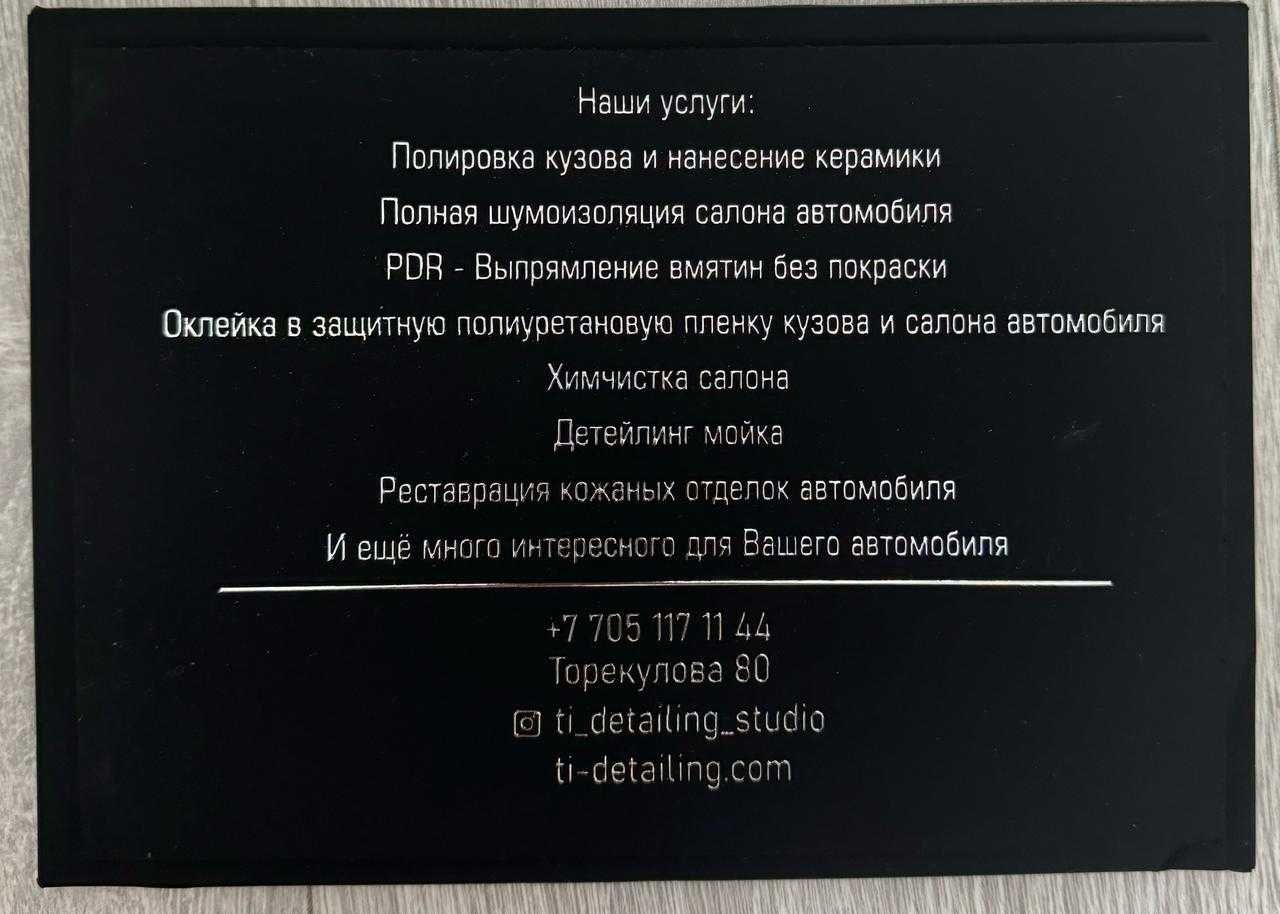 Наши услуги:
Полировка кузова и нанесение керамики
Полная шумоизоляция салона автомобиля
PDR - Выпрямление вмятин без покраски
Оклейка в защитную полиуретановую пленку кузова и салона автомобиля
Химчистка салона
Детейлинг мойка
Реставрация кожаных отделок автомобиля
И ещё много интересного для Вашего автомобиля
+7 705 117 11 44
Торекулова 80
ti_detailing_studio
ti-detailing.com